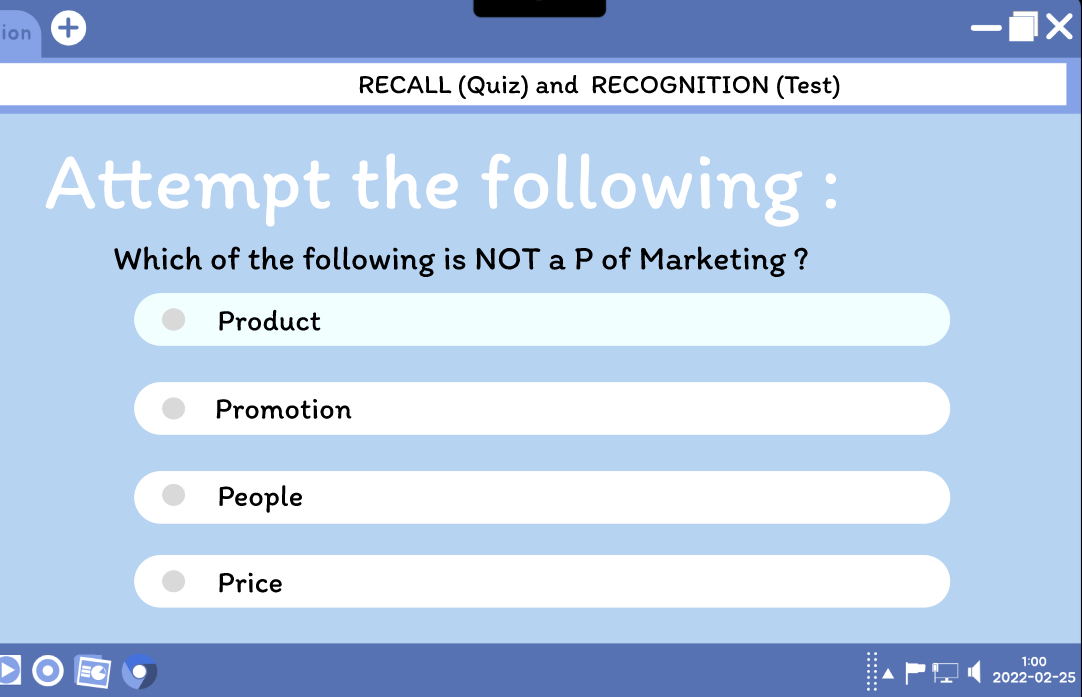 ion
RECALL (Quiz) and RECOGNITION (Test)
Attempt the following :
Which of the following is NOT a P of Marketing ?
Product
Promotion
People
Price
1:00
2022-02-25